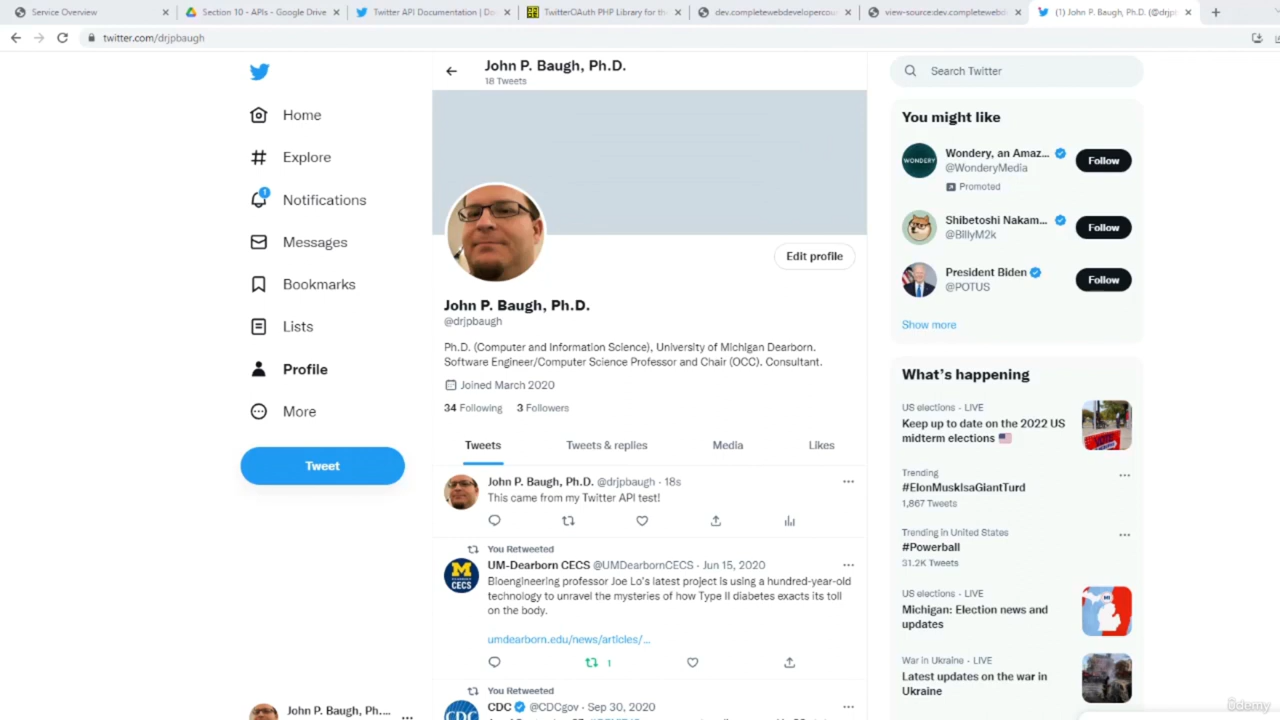 Service Overview
Section 10 - APIs - Google Drive
Twitter API Documentation | Do
TwitterOAuth PHP Library for th
dev.completewebdevelopercou
view-source:dev.completewebd
(1) John P. Baugh, Ph.D. (@drjp
twitter.com/drjpbaugh
John P. Baugh, Ph.D.
18 Tweets
Home
Explore
1
Notifications
Messages
Bookmarks
Lists
Profile
More
Tweet
John P. Baugh, Ph....
Edit profile
John P. Baugh, Ph.D.
@drjpbaugh
Ph.D. (Computer and Information Science), University of Michigan Dearborn.
Software Engineer/Computer Science Professor and Chair (OCC). Consultant.
Joined March 2020
34 Following 3 Followers
Tweets Tweets & replies Media Likes
John P. Baugh, Ph.D. @drjpbaugh · 18s
This came from my Twitter API test!
You Retweeted
UM-Dearborn CECS @UMDearbornCECS · Jun 15, 2020
Bioengineering professor Joe Lo's latest project is using a hundred-year-old
technology to unravel the mysteries of how Type II diabetes exacts its toll
on the body.
umdearborn.edu/news/articles/...
1
M
CECS
You Retweeted
CDC @CDCgov · Sep 30, 2020
CDC
Search Twitter
You might like
WONDERY
Wondery, an Amaz...
@WonderyMedia
Promoted
Follow
Shibetoshi Nakam...
@BillyM2k
Follow
President Biden
@POTUS
Follow
Show more
What's happening
US elections · LIVE
Keep up to date on the 2022 US
midterm elections
VOTE
Trending
#ElonMuskIsaGiantTurd
1,867 Tweets
Trending in United States
#Powerball
31.2K Tweets
US elections · LIVE
Michigan: Election news and
updates
MI
War in Ukraine · LIVE
Latest updates on the war in
Ukraine
ûdemy